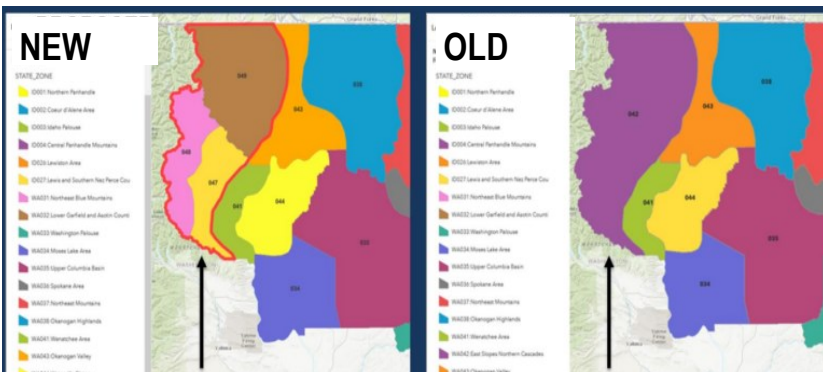 NEW
STATE_ZONE
ID001 Northern Panhandle
ID002 Coeur d'Alene Area
ID003 Idaho Palouse
ID004 Central Panhandle Mountains
ID026 Lewiston Area
ID027 Lewis and Southern Nez Perce Cou
WA031 Northeast Blue Mountains
WA032 Lower Garfield and Asotin Count
WA033 Washington Palouse
WA034 Moses Lake Area
WA035 Upper Columbia Basin
WA036 Spokane Area
WA037 Northeast Mountains
WA038 Okanogan Highlands
WA041 Wenatchee Area
WA043 Okanogan Valley
049
038
043
048
047
041
044
034
OLD
STATE_ZONE
ID001 Northern Panhandle
ID002 Coeur d'Alene Area
ID003 Idaho Palouse
ID004 Central Panhandle Mountains
ID026 Lewiston Area
ID027 Lewis and Southern Nez Perce Cou
WA031 Northeast Blue Mountains
WA032 Lower Garfield and Asotin Count
WA033 Washington Palouse
WA034 Moses Lake Area
WA035 Upper Columbia Basin
WA036 Spokane Area
WA037 Northeast Mountains
WA038 Okanogan Highlands
WA041 Wenatchee Area
WA042 East Slopes Northern Cascades
038
042
043
041
044
034
Yakima